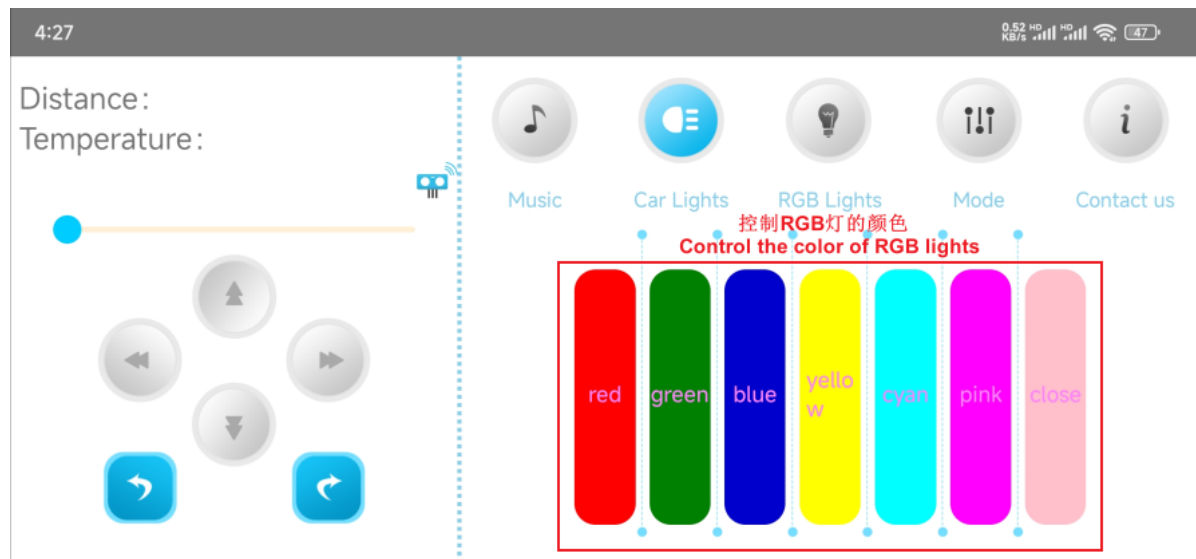 4:27
0.52 KB/s HD HD 47
Distance:
Temperature:
Music
Car Lights
RGB Lights
Mode
Contact us
控制RGB灯的颜色
Control the color of RGB lights
red
green
blue
yello
w
cyan
pink
close